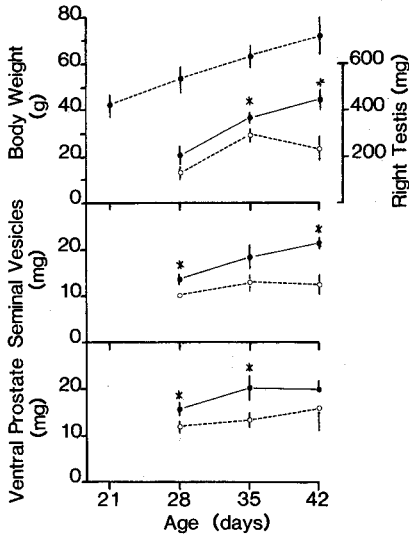 80
60
40
20
0
Body Weight
(g)
600
400
200
Right Testis (mg)
*
*
20
10
0
Seminal Vesicles
(mg)
*
*
20
10
0
Ventral Prostate
(mg)
*
*
21 28 35 42
Age (days)